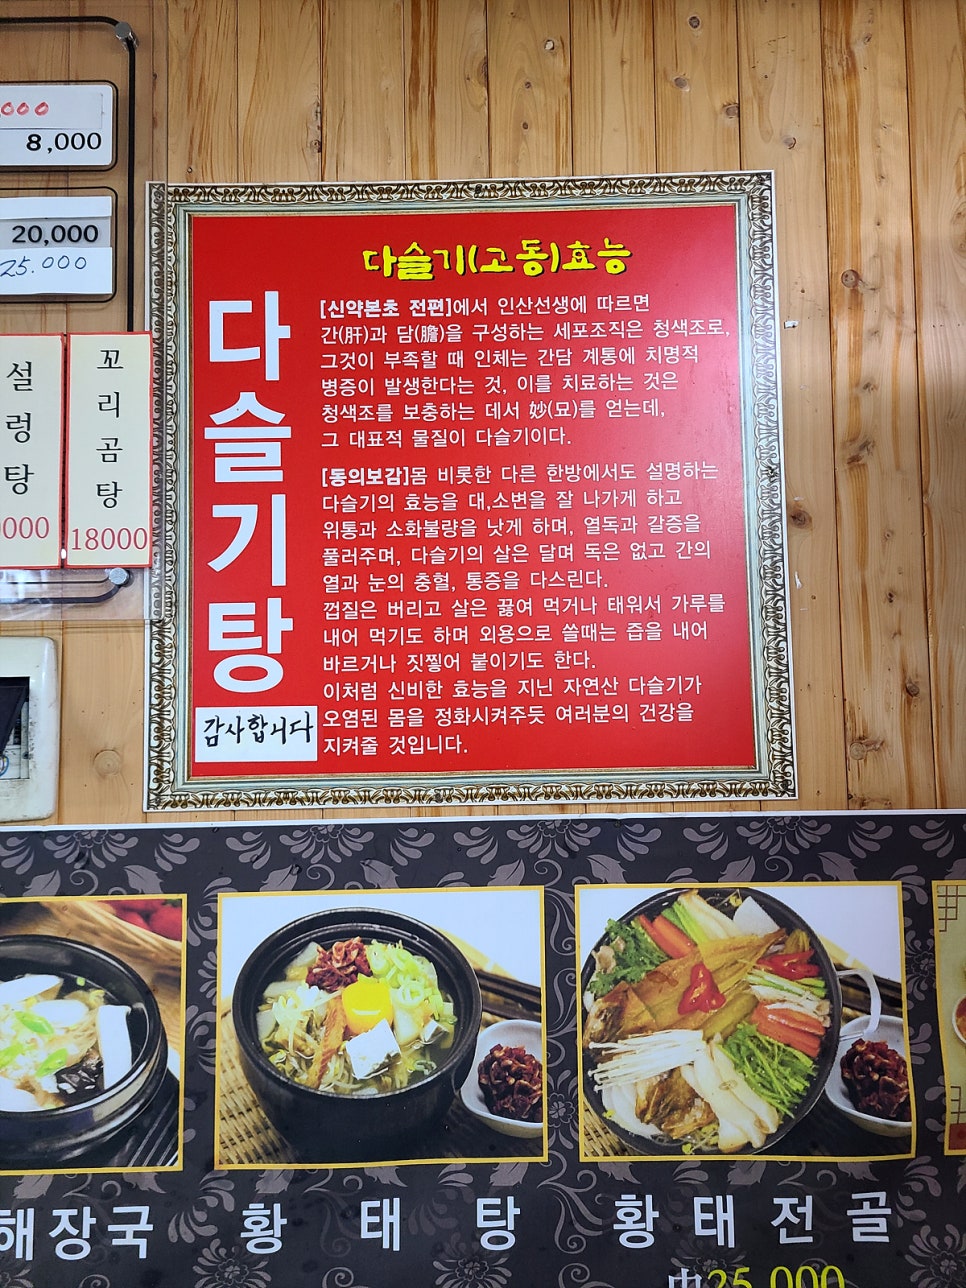 000
8,000
20,000
25.000
설렁탕
0000
꼬리곰탕
18000
다슬기(고동)효능
다슬기탕
[신약본초 전편]에서 인산선생에 따르면
간(肝)과 담(膽)을 구성하는 세포조직은 청색조로,
그것이 부족할 때 인체는 간담 계통에 치명적
병증이 발생한다는 것, 이를 치료하는 것은
청색조를 보충하는 데서 妙(묘)를 얻는데,
그 대표적 물질이 다슬기이다.
[동의보감]몸 비롯한 다른 한방에서도 설명하는
다슬기의 효능을 대,소변을 잘 나가게 하고
위통과 소화불량을 낫게 하며, 열독과 갈증을
풀러주며, 다슬기의 살은 달며 독은 없고 간의
열과 눈의 충혈, 통증을 다스린다.
껍질은 버리고 살은 끓여 먹거나 태워서 가루를
내어 먹기도 하며 외용으로 쓸때는 즙을 내어
바르거나 짓찧어 붙이기도 한다.
이처럼 신비한 효능을 지닌 자연산 다슬기가
오염된 몸을 정화시켜주듯 여러분의 건강을
지켜줄 것입니다.
감사합니다
해장국
황태탕
황태전골
中25,000